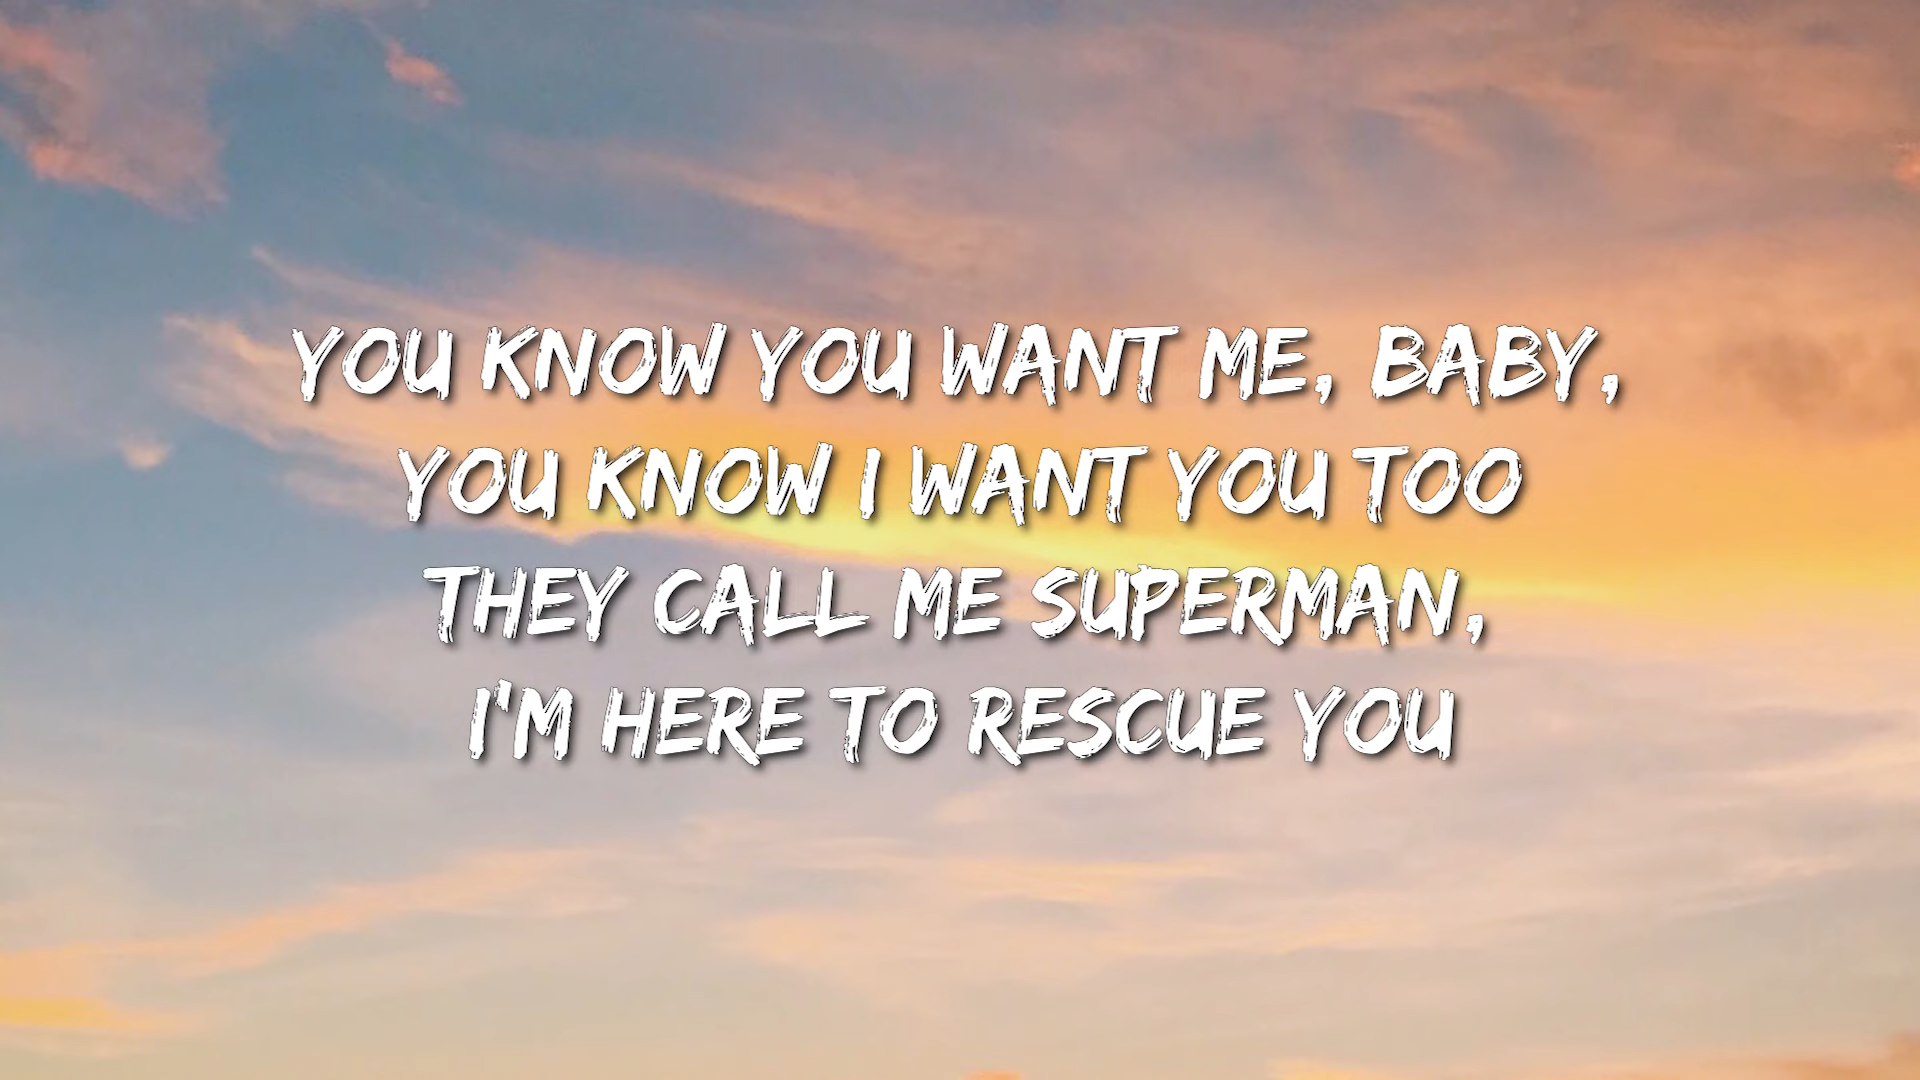 YOU KNOW YOU WANT ME, BABY,
YOU KNOW I WANT YOU TOO
THEY CALL ME SUPERMAN,
I'M HERE TO RESCUE YOU